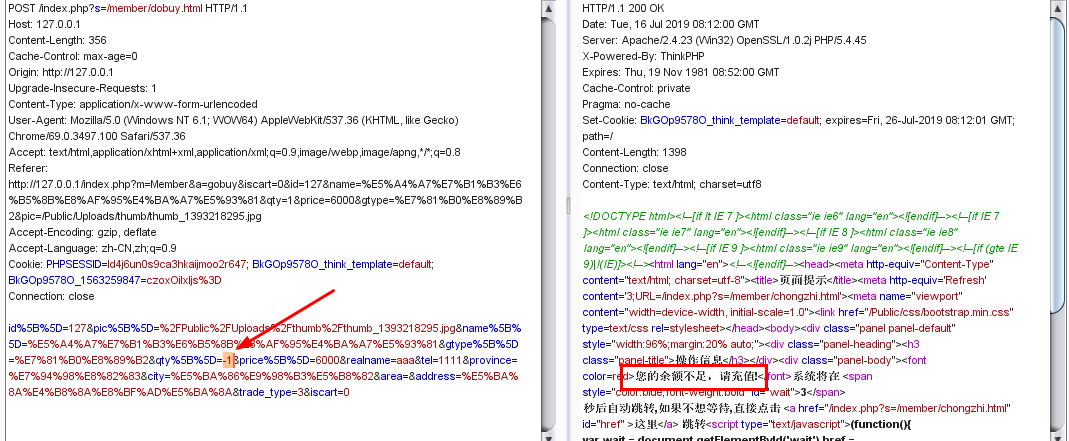 POST /index.php?s=/member/dobuy.html HTTP/1.1
Host: 127.0.0.1
Content-Length: 356
Cache-Control: max-age=0
Origin: http://127.0.0.1
Upgrade-Insecure-Requests: 1
Content-Type: application/x-www-form-urlencoded
User-Agent: Mozilla/5.0 (Windows NT 6.1; WOW64) AppleWebKit/537.36 (KHTML, like Gecko)
Chrome/69.0.3497.100 Safari/537.36
Accept: text/html,application/xhtml+xml,application/xml;q=0.9,image/webp,image/apng,*/*;q=0.8
Referer:
http://127.0.0.1/index.php?m=Member&a=gobuy&iscart=0&id=127&name=%E5%A4%A7%E7%B1%B3%E6
%B5%8B%E8%AF%95%E4%BA%A7%E5%93%81&qty=1&price=6000&gtype=%E7%81%B0%E8%89%B
2&pic=/Public/Uploads/thumb/thumb_1393218295.jpg
Accept-Encoding: gzip, deflate
Accept-Language: zh-CN,zh;q=0.9
Cookie: PHPSESSID=ld4j6un0s9ca3hkaijmoo2r647; BkGOp9578O_think_template=default;
BkGOp9578O_1563259847=czoxOiIxIjs%3D
Connection: close
id%5B%5D=127&pic%5B%5D=%2FPublic%2FUploads%2Fthumb%2Fthumb_1393218295.jpg&name%5B%
5D=%E5%A4%A7%E7%B1%B3%E6%B5%8B%E8%AF%95%E4%BA%A7%E5%93%81&gtype%5B%5D
=%E7%81%B0%E8%89%B2&qty%5B%5D=-1&price%5B%5D=6000&realname=aaa&tel=1111&province=
%E7%94%98%E8%82%83&city=%E5%BA%86%E9%98%B3%E5%B8%82&area=&address=%E5%BA%
8A%E4%B8%8A%E8%BF%AD%E5%BA%8A&trade_type=3&iscart=0
HTTP/1.1 200 OK
Date: Tue, 16 Jul 2019 08:12:00 GMT
Server: Apache/2.4.23 (Win32) OpenSSL/1.0.2j PHP/5.4.45
X-Powered-By: ThinkPHP
Expires: Thu, 19 Nov 1981 08:52:00 GMT
Cache-Control: private
Pragma: no-cache
Set-Cookie: BkGOp9578O_think_template=default; expires=Fri, 26-Jul-2019 08:12:01 GMT;
path=/
Content-Length: 1398
Connection: close
Content-Type: text/html; charset=utf8
<!DOCTYPE html><!--[if lt IE 7 ]><html class="ie ie6" lang="en"><![endif]--><!--[if IE 7
]><html class="ie ie7" lang="en"><![endif]--><!--[if IE 8 ]><html class="ie ie8"
lang="en"><![endif]--><!--[if IE 9 ]><html class="ie ie9" lang="en"><![endif]--><!--[if (gte IE
9)|!(IE)]><!--><html lang="en"><!--<![endif]--><head><meta http-equiv="Content-Type"
content="text/html; charset=utf-8"><title>页面提示</title><meta http-equiv='Refresh'
content='3;URL=/index.php?s=/member/chongzhi.html'><meta name="viewport"
content="width=device-width, initial-scale=1.0"><link href="/Public/css/bootstrap.min.css"
type=text/css rel=stylesheet></head><body><div class="panel panel-default"
style="width:96%;margin:20% auto;"><div class="panel-heading"><h3
class="panel-title">操作信息</h3></div><div class="panel-body"><font
color=red>您的余额不足，请充值!</font>系统将在 <span
style="color:blue;font-weight:bold" id="wait">3</span>
秒后自动跳转,如果不想等待,直接点击 <a href="/index.php?s=/member/chongzhi.html"
id="href" >这里</a> 跳转<script type="text/javascript">(function(){
var wait = document.getElementById('wait'),href =